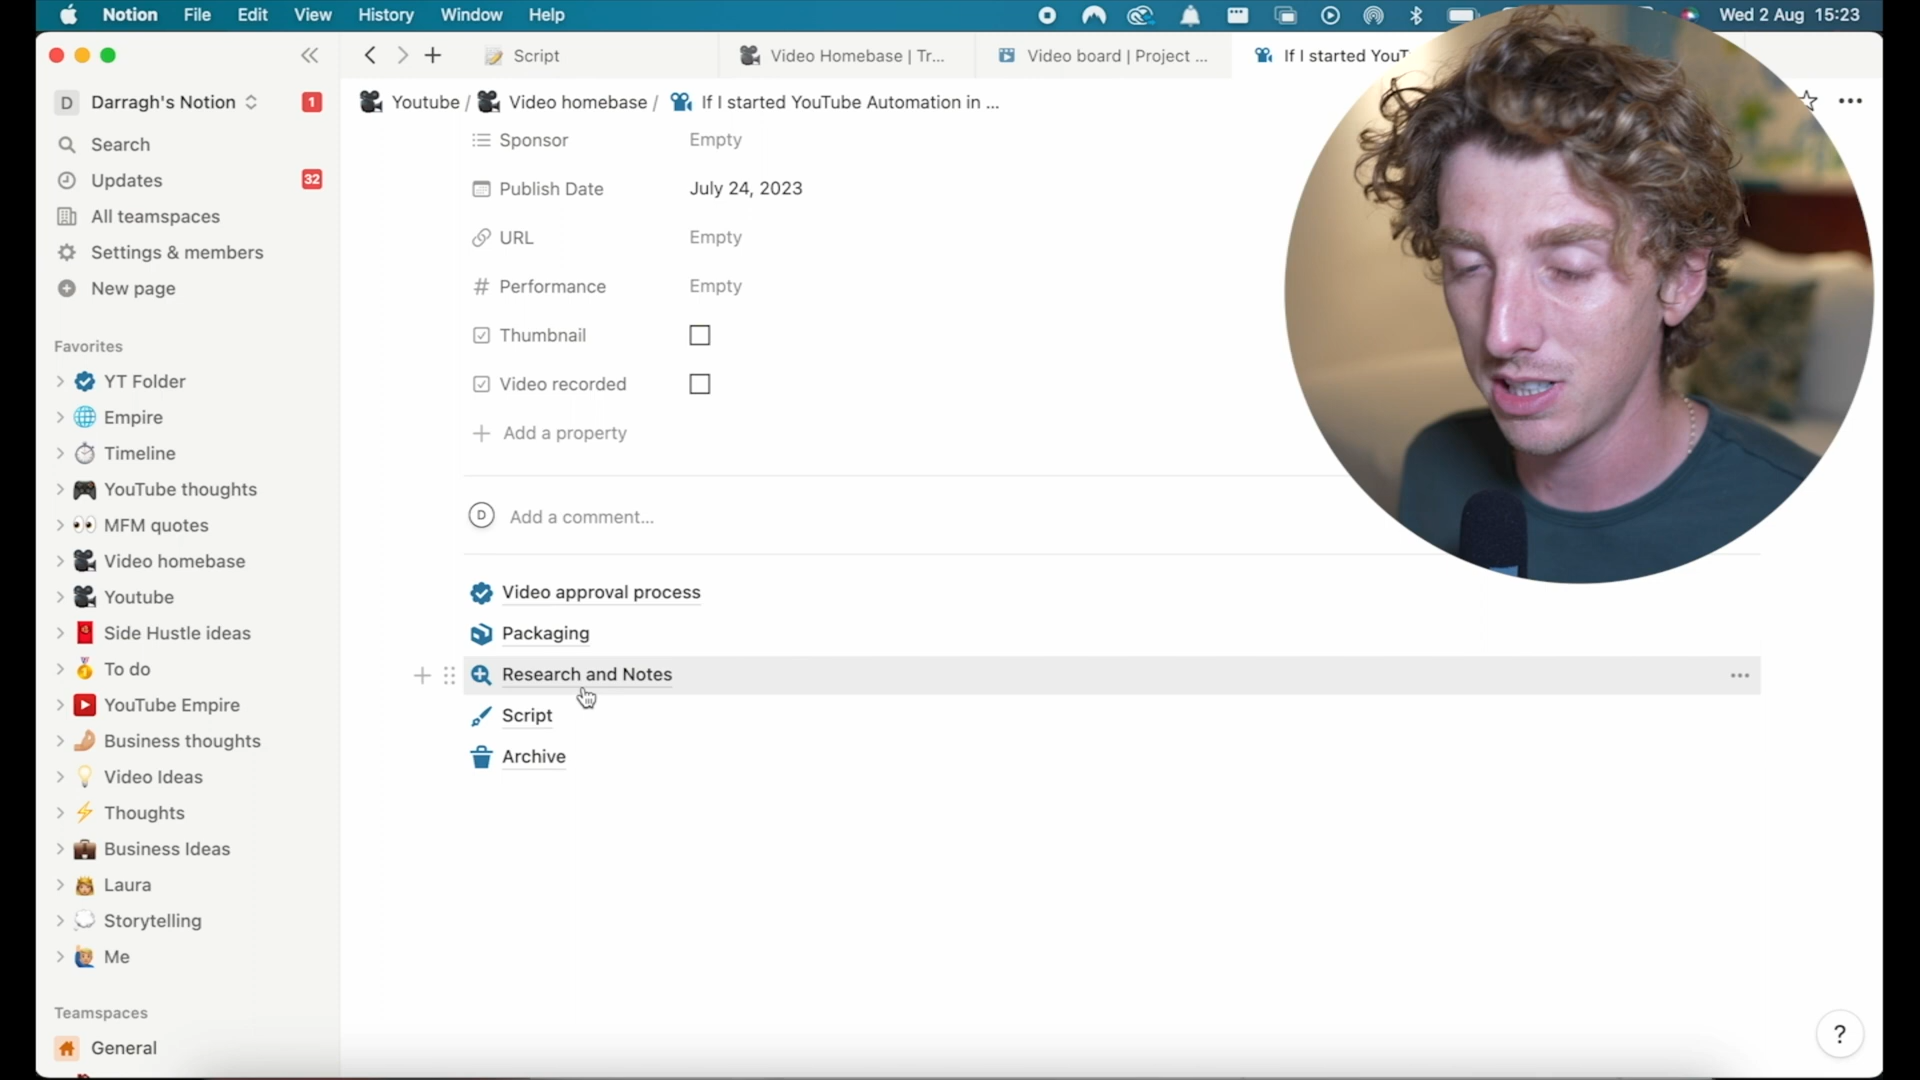 Notion File Edit View History Window Help Wed 2 Aug 15:23
Script
Video Homebase | Tr...
Video board | Project ...
If I started YouT
D Darragh's Notion 1
Youtube / Video homebase / If I started YouTube Automation in ...
Search
Updates 32
All teamspaces
Settings & members
New page
Favorites
YT Folder
Empire
Timeline
YouTube thoughts
MFM quotes
Video homebase
Youtube
Side Hustle ideas
To do
YouTube Empire
Business thoughts
Video Ideas
Thoughts
Business Ideas
Laura
Storytelling
Me
Teamspaces
General
Sponsor Empty
Publish Date July 24, 2023
URL Empty
# Performance Empty
Thumbnail
Video recorded
+ Add a property
D Add a comment...
Video approval process
Packaging
Research and Notes
Script
Archive
?